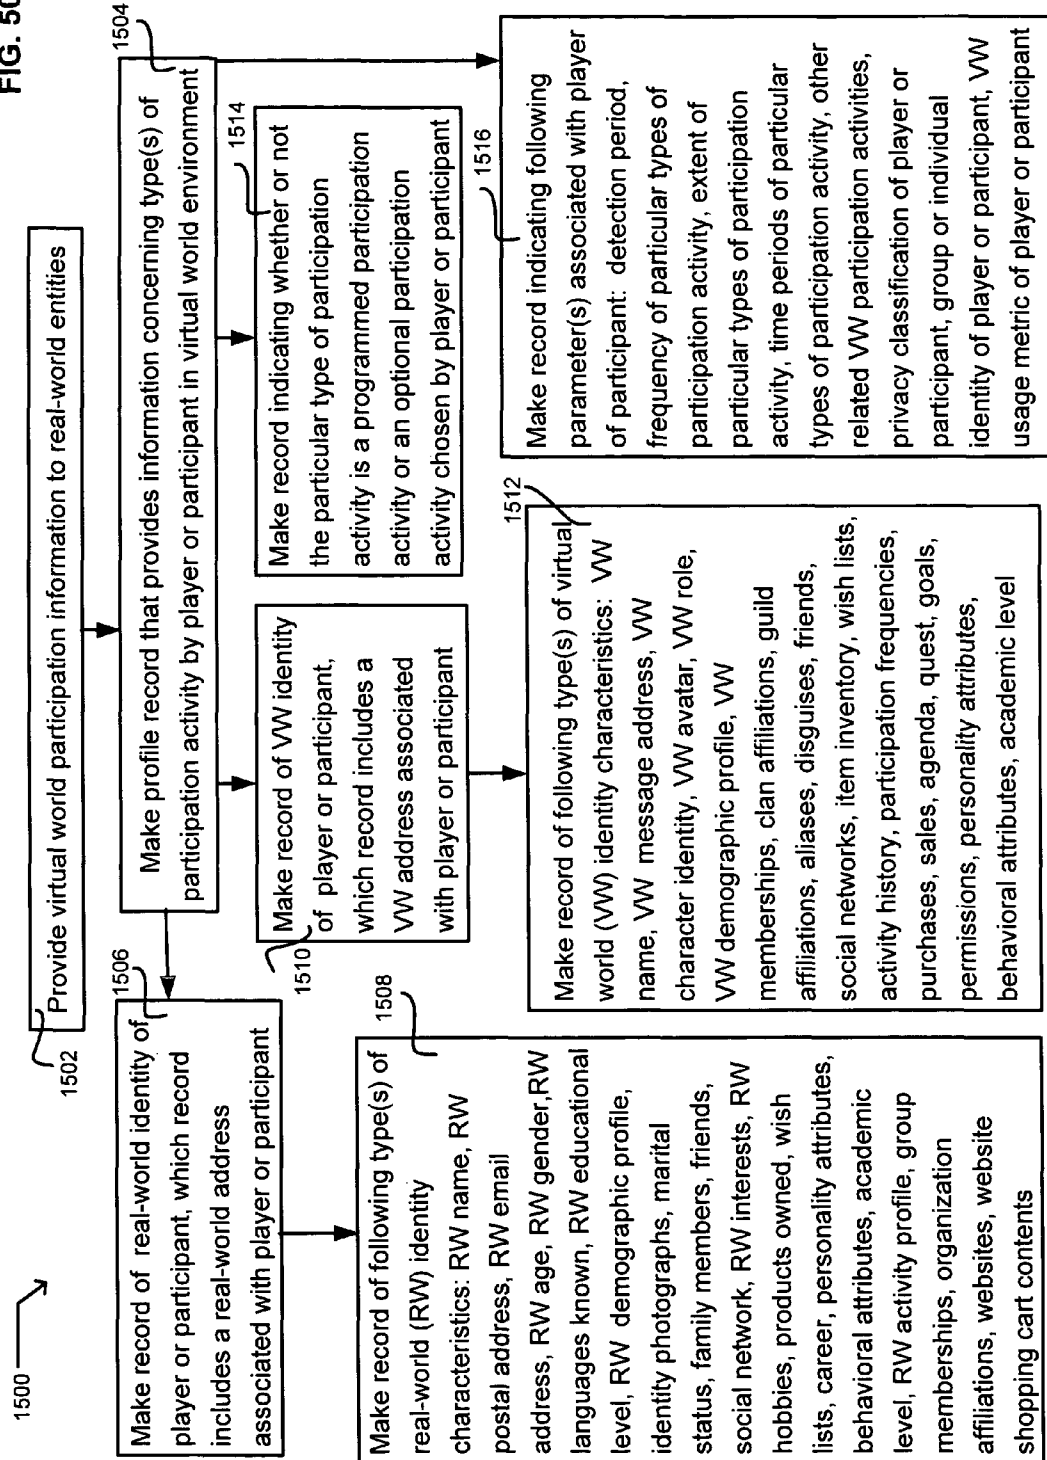 FIG. 50
1500
1502
Provide virtual world participation information to real-world entities
1504
Make profile record that provides information concerning type(s) of
participation activity by player or participant in virtual world environment
1506
Make record of real-world identity of
player or participant, which record
includes a real-world address
associated with player or participant
1510
Make record of VW identity
of player or participant,
which record includes a
VW address associated
with player or participant
1514
Make record indicating whether or not
the particular type of participation
activity is a programmed participation
activity or an optional participation
activity chosen by player or participant
1508
Make record of following type(s) of
real-world (RW) identity
characteristics: RW name, RW
postal address, RW email
address, RW age, RW gender,RW
languages known, RW educational
level, RW demographic profile,
identity photographs, marital
status, family members, friends,
social network, RW interests, RW
hobbies, products owned, wish
lists, career, personality attributes,
behavioral attributes, academic
level, RW activity profile, group
memberships, organization
affiliations, websites, website
shopping cart contents
1512
Make record of following type(s) of virtual
world (VW) identity characteristics: VW
name, VW message address, VW
character identity, VW avatar, VW role,
VW demographic profile, VW
memberships, clan affiliations, guild
affiliations, aliases, disguises, friends,
social networks, item inventory, wish lists,
activity history, participation frequencies,
purchases, sales, agenda, quest, goals,
permissions, personality attributes,
behavioral attributes, academic level
1516
Make record indicating following
parameter(s) associated with player
of participant: detection period,
frequency of particular types of
participation activity, extent of
particular types of participation
activity, time periods of particular
types of participation activity, other
related VW participation activities,
privacy classification of player or
participant, group or individual
identity of player or participant, VW
usage metric of player or participant